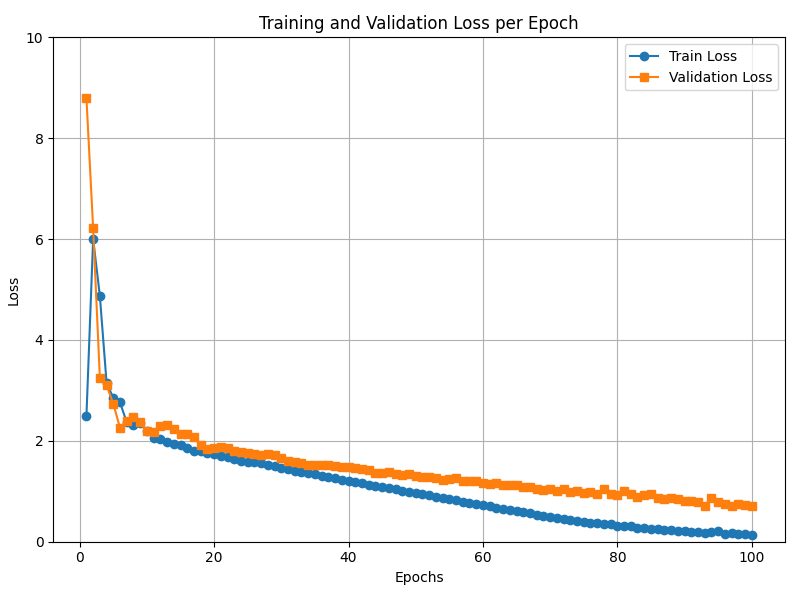 Training and Validation Loss per Epoch
Train Loss
Validation Loss
10
8
6
4
2
0
Loss
0 20 40 60 80 100
Epochs